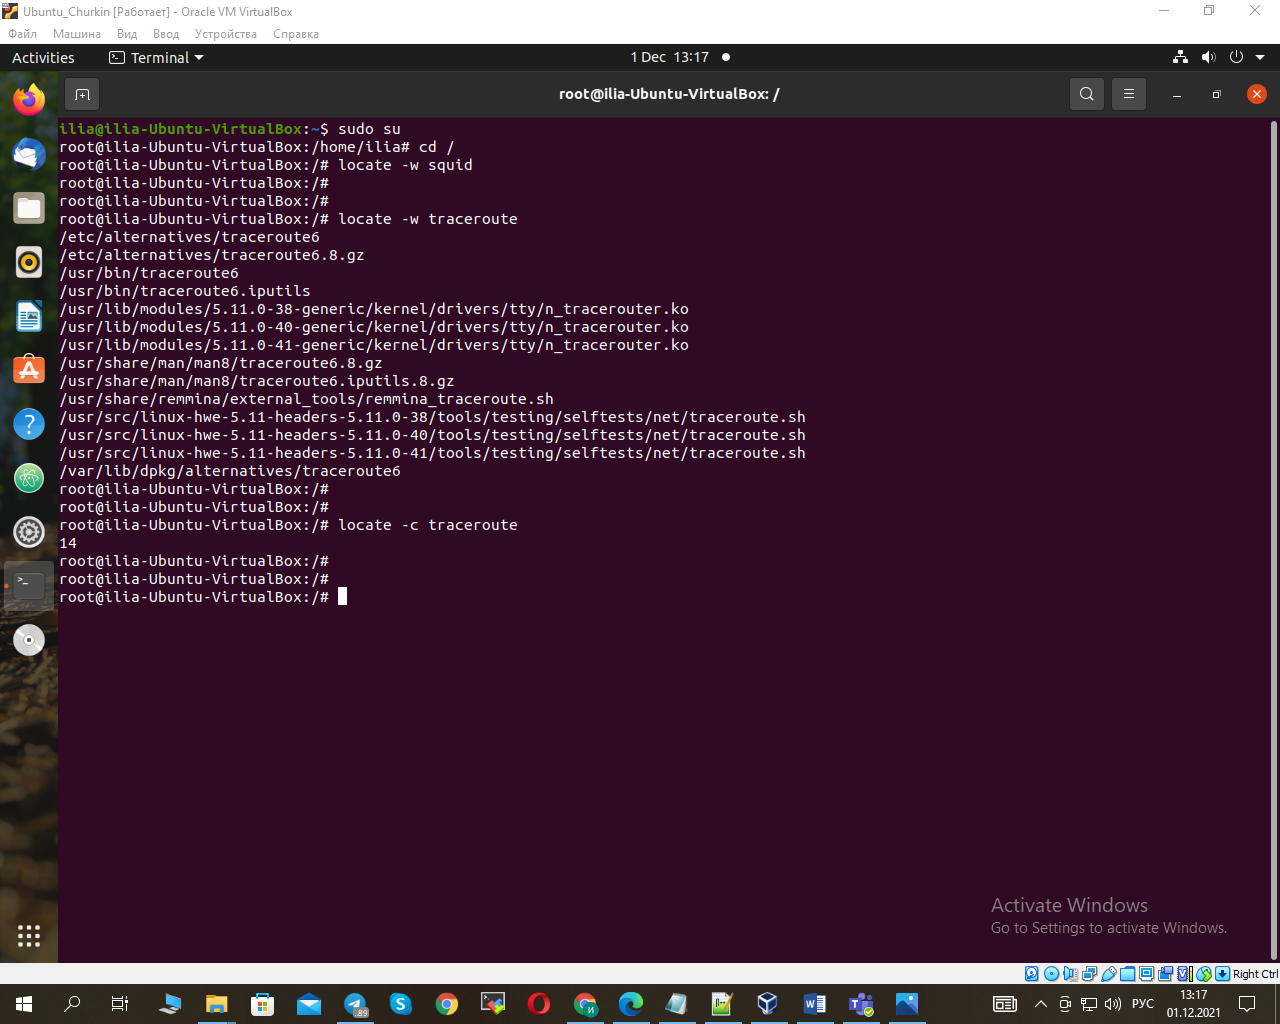 Ubuntu_Churkin [Работает] - Oracle VM VirtualBox
Файл Машина Вид Ввод Устройства Справка
Activities Terminal 1 Dec 13:17
root@ilia-Ubuntu-VirtualBox: /
ilia@ilia-Ubuntu-VirtualBox:~$ sudo su
root@ilia-Ubuntu-VirtualBox:/home/ilia# cd /
root@ilia-Ubuntu-VirtualBox:/# locate -w squid
root@ilia-Ubuntu-VirtualBox:/#
root@ilia-Ubuntu-VirtualBox:/#
root@ilia-Ubuntu-VirtualBox:/# locate -w traceroute
/etc/alternatives/traceroute6
/etc/alternatives/traceroute6.8.gz
/usr/bin/traceroute6
/usr/bin/traceroute6.iputils
/usr/lib/modules/5.11.0-38-generic/kernel/drivers/tty/n_tracerouter.ko
/usr/lib/modules/5.11.0-40-generic/kernel/drivers/tty/n_tracerouter.ko
/usr/lib/modules/5.11.0-41-generic/kernel/drivers/tty/n_tracerouter.ko
/usr/share/man/man8/traceroute6.8.gz
/usr/share/man/man8/traceroute6.iputils.8.gz
/usr/share/remmina/external_tools/remmina_traceroute.sh
/usr/src/linux-hwe-5.11-headers-5.11.0-38/tools/testing/selftests/net/traceroute.sh
/usr/src/linux-hwe-5.11-headers-5.11.0-40/tools/testing/selftests/net/traceroute.sh
/usr/src/linux-hwe-5.11-headers-5.11.0-41/tools/testing/selftests/net/traceroute.sh
/var/lib/dpkg/alternatives/traceroute6
root@ilia-Ubuntu-VirtualBox:/#
root@ilia-Ubuntu-VirtualBox:/#
root@ilia-Ubuntu-VirtualBox:/# locate -c traceroute
14
root@ilia-Ubuntu-VirtualBox:/#
root@ilia-Ubuntu-VirtualBox:/#
root@ilia-Ubuntu-VirtualBox:/#
Activate Windows
Go to Settings to activate Windows.
Right Ctrl
.89
РУС
13:17
01.12.2021